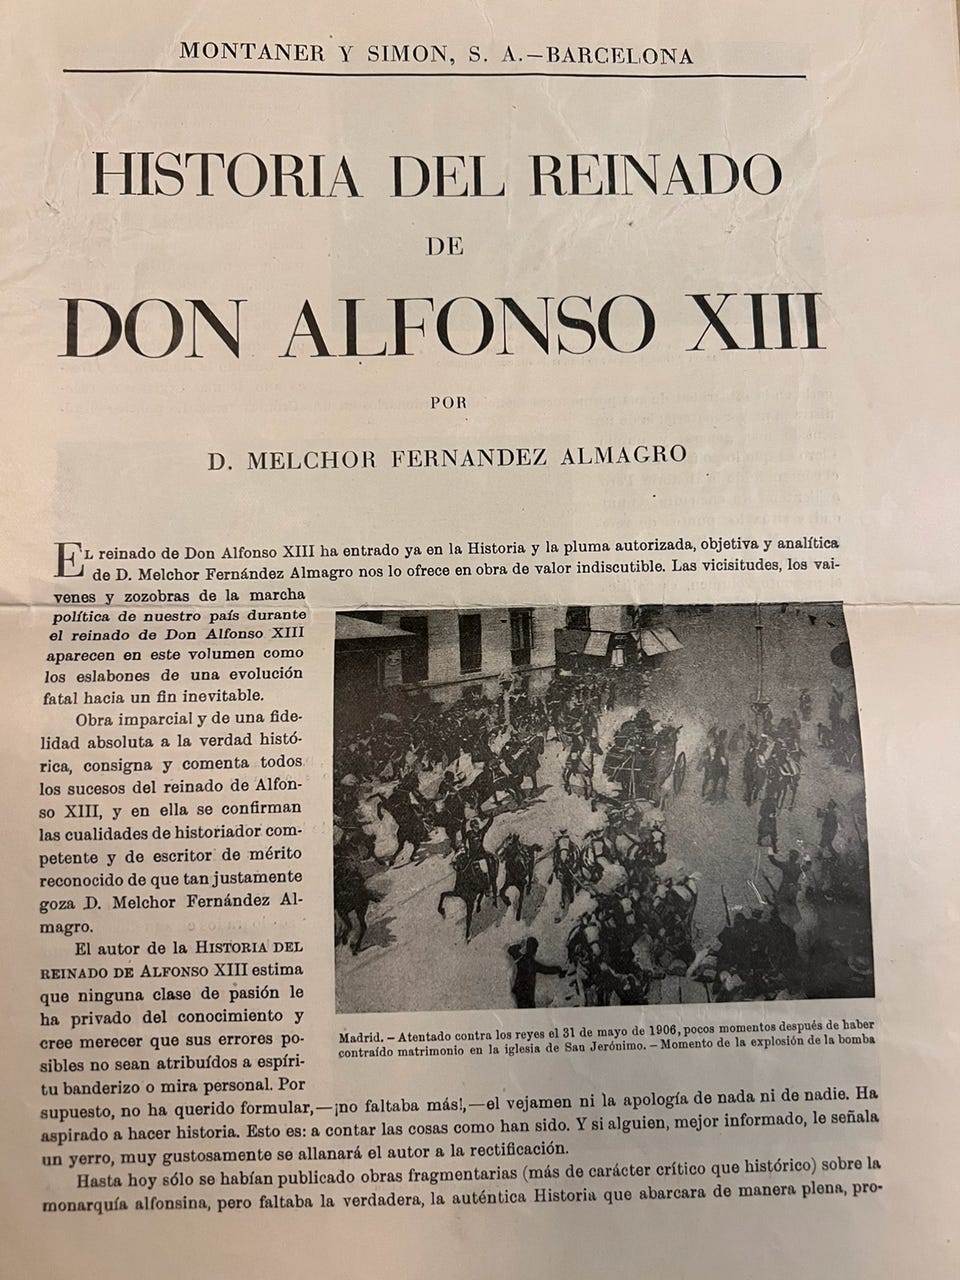 MONTANER Y SIMON, S. A.—BARCELONA
HISTORIA DEL REINADO
DE
DON ALFONSO XIII
POR
D. MELCHOR FERNANDEZ ALMAGRO
EL reinado de Don Alfonso XIII ha entrado ya en la Historia y la pluma autorizada, objetiva y analítica
de D. Melchor Fernández Almagro nos lo ofrece en obra de valor indiscutible. Las vicisitudes, los vai-
venes y zozobras de la marcha
política de nuestro país durante
el reinado de Don Alfonso XIII
aparecen en este volumen como
los eslabones de una evolución
fatal hacia un fin inevitable.
Obra imparcial y de una fide-
lidad absoluta a la verdad histó-
rica, consigna y comenta todos
los sucesos del reinado de Alfon-
so XIII, y en ella se confirman
las cualidades de historiador com-
petente y de escritor de mérito
reconocido de que tan justamente
goza D. Melchor Fernández Al-
magro.
El autor de la HISTORIA DEL
REINADO DE ALFONSO XIII estima
que ninguna clase de pasión le
ha privado del conocimiento y
cree merecer que sus errores po-
sibles no sean atribuídos a espíri-
tu banderizo o mira personal. Por
supuesto, no ha querido formular,—¡no faltaba más!,—el vejamen ni la apología de nada ni de nadie. Ha
aspirado a hacer historia. Esto es: a contar las cosas como han sido. Y si alguien, mejor informado, le señala
un yerro, muy gustosamente se allanará el autor a la rectificación.
Hasta hoy sólo se habían publicado obras fragmentarias (más de carácter crítico que histórico) sobre la
monarquía alfonsina, pero faltaba la verdadera, la auténtica Historia que abarcara de manera plena, pro-
Madrid. – Atentado contra los reyes el 31 de mayo de 1906, pocos momentos después de haber
contraído matrimonio en la iglesia de San Jerónimo. – Momento de la explosión de la bomba